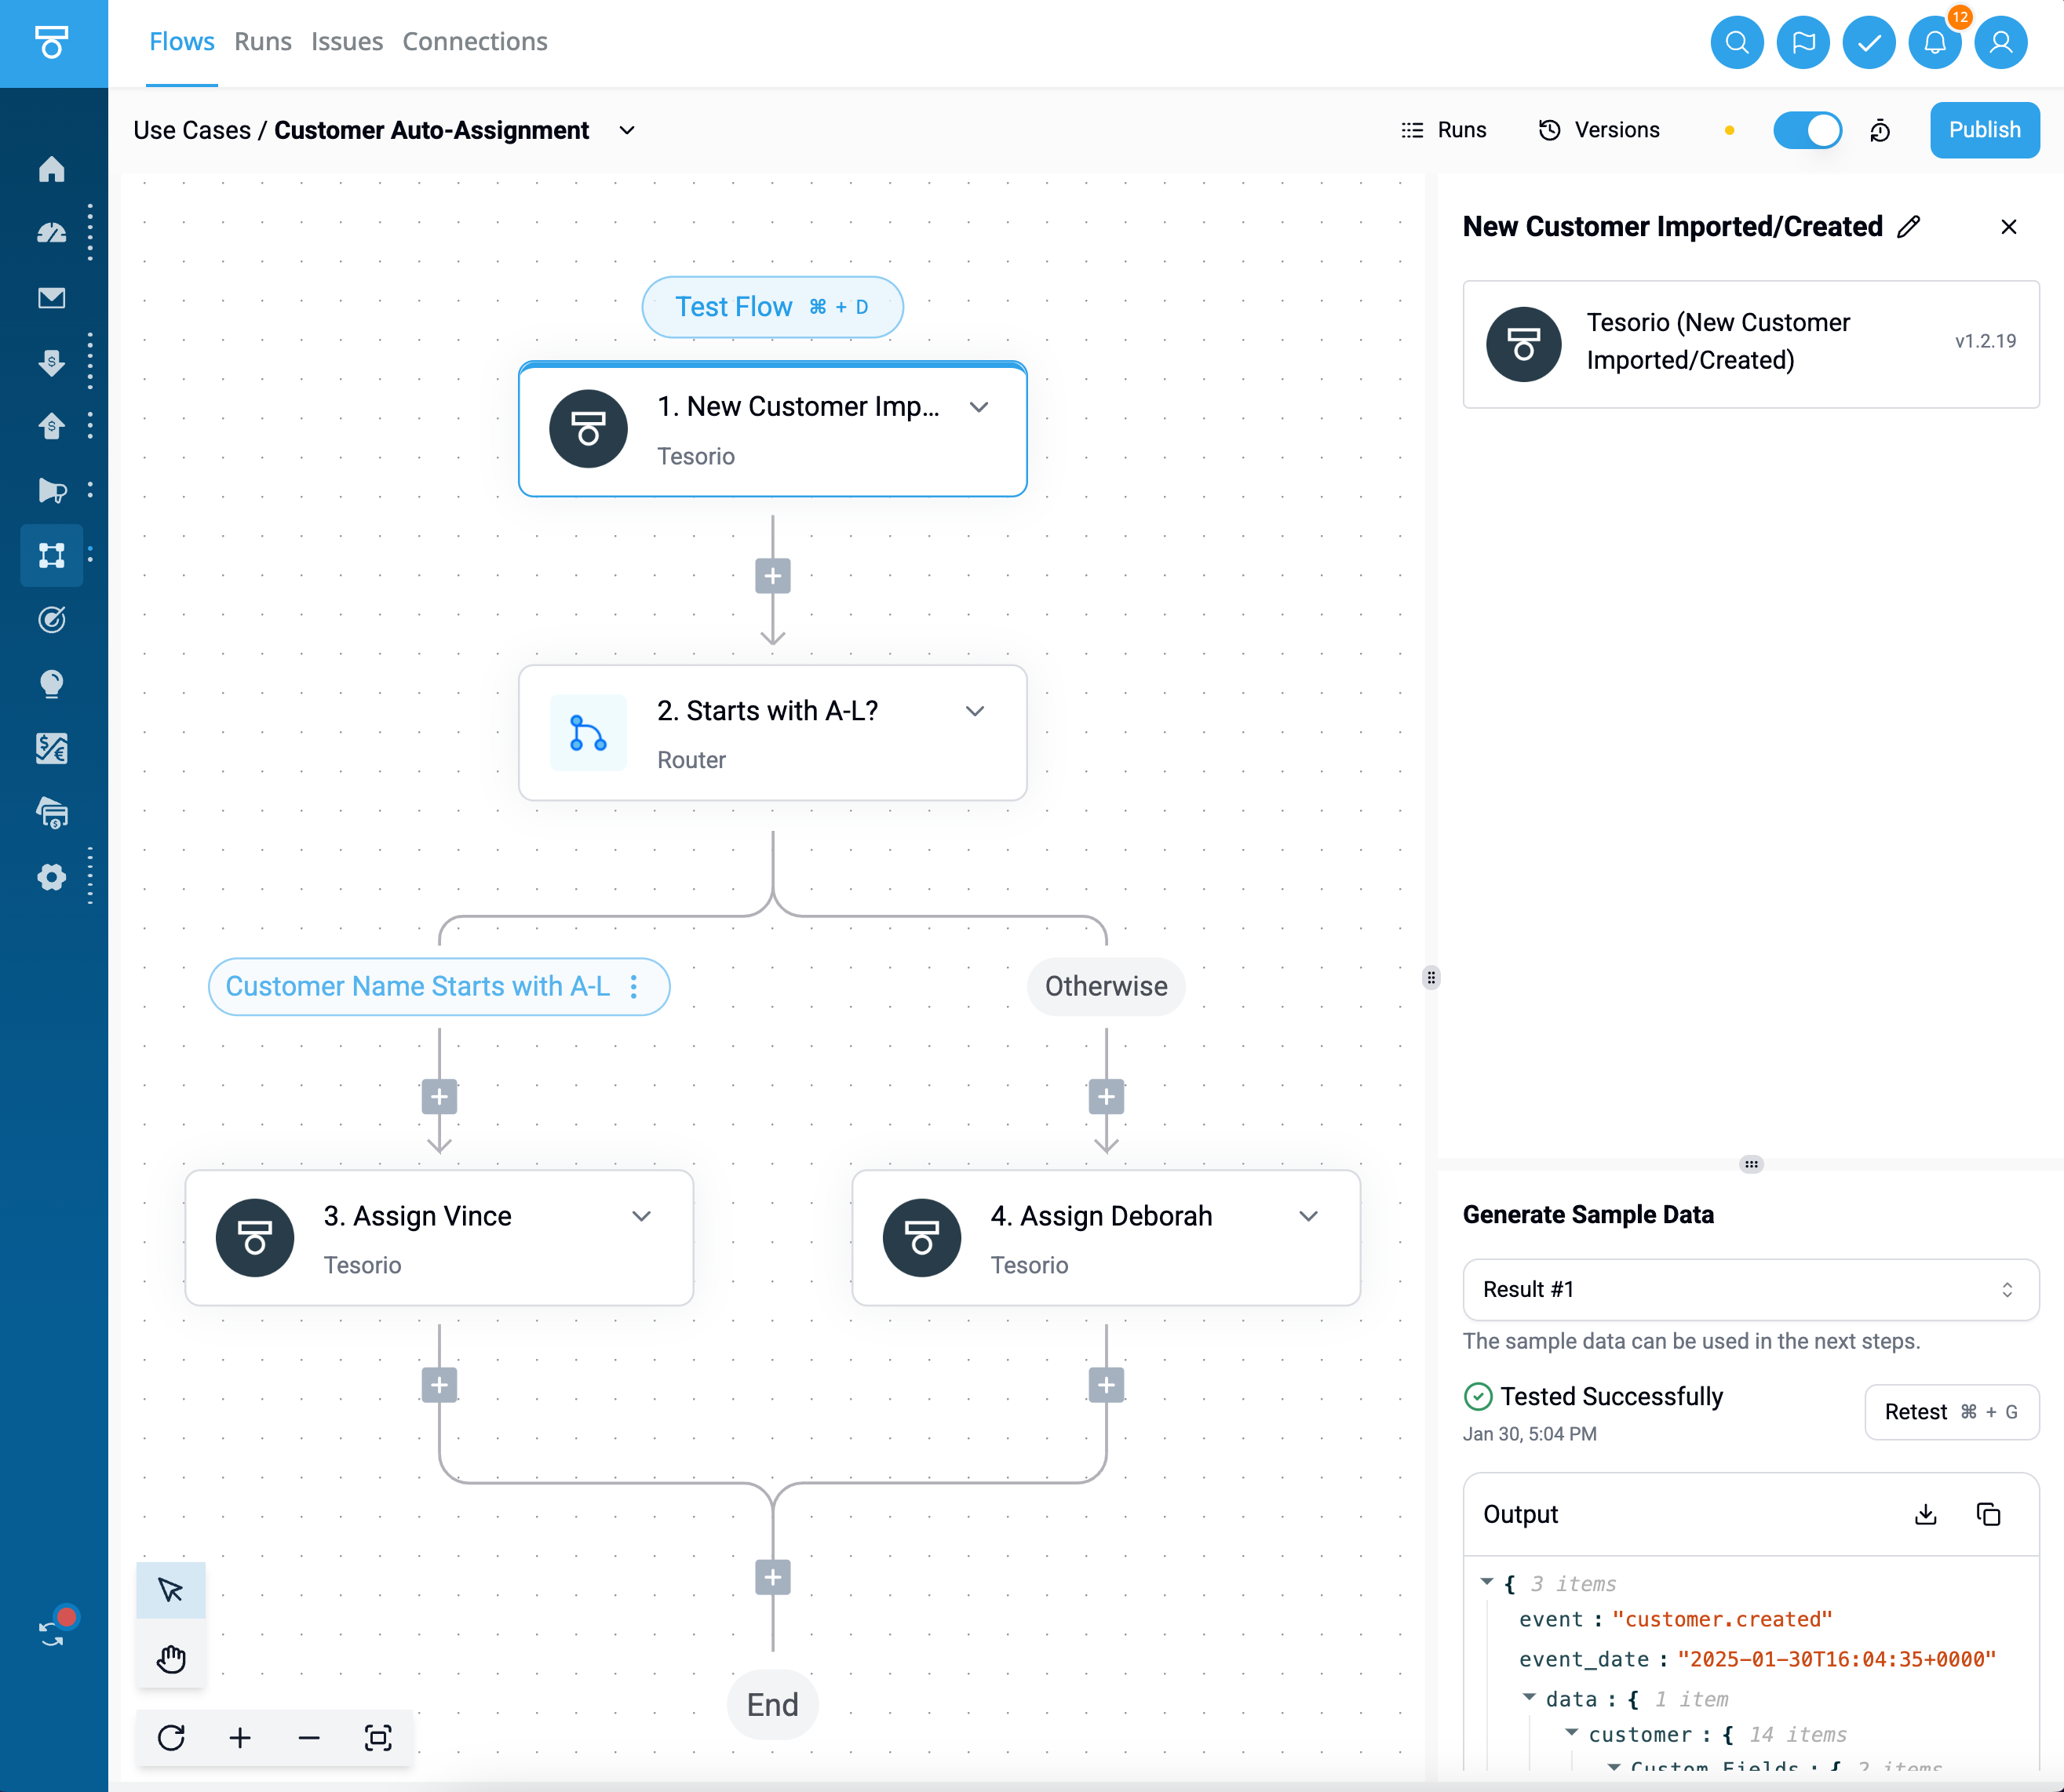 Flows Runs Issues Connections
12
Use Cases / Customer Auto-Assignment
Runs
Versions
Publish
Test Flow ⌘ + D
1. New Customer Imp...
Tesorio
2. Starts with A-L?
Router
Customer Name Starts with A-L
Otherwise
3. Assign Vince
Tesorio
4. Assign Deborah
Tesorio
End
New Customer Imported/Created
Tesorio (New Customer
Imported/Created)
v1.2.19
Generate Sample Data
Result #1
The sample data can be used in the next steps.
Tested Successfully
Jan 30, 5:04 PM
Retest ⌘ + G
Output
{ 3 items
event : "customer.created"
event_date : "2025-01-30T16:04:35+0000"
data : { 1 item
customer : { 14 items
Custom Fields : { 2 items